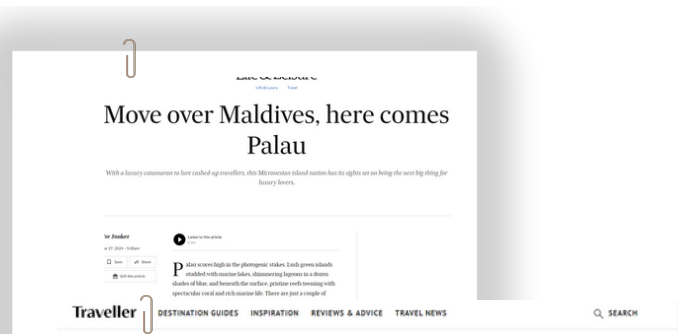 Life & Leisure
Life & Luxury Travel
Move over Maldives, here comes
Palau
With a luxury catamaran to lure cashed-up travellers, this Micronesian island nation has its sights set on being the next big thing for
luxury lovers.
Listen to this article
Save Share
Gift this article
Palau scores high in the photogenic stakes. Lush green islands
studded with marine lakes, shimmering lagoons in a dozen
shades of blue, and beneath the surface, pristine reefs teeming with
spectacular coral and rich marine life. There are just a couple of
Traveller DESTINATION GUIDES INSPIRATION REVIEWS & ADVICE TRAVEL NEWS SEARCH